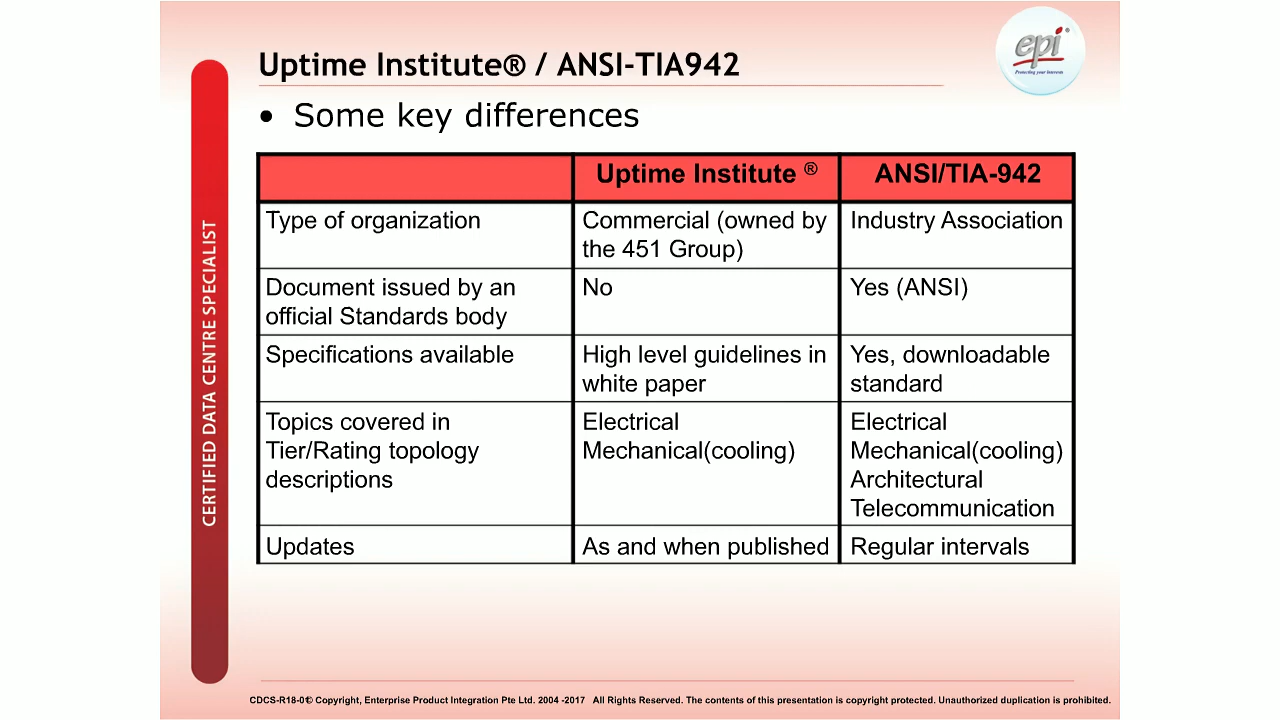 Uptime Institute® / ANSI-TIA942
epi®
Protecting your interests
• Some key differences
CERTIFIED DATA CENTRE SPECIALIST
Uptime Institute ® ANSI/TIA-942
Type of organization
Commercial (owned by
the 451 Group)
Industry Association
Document issued by an
official Standards body
No
Yes (ANSI)
Specifications available
High level guidelines in
white paper
Yes, downloadable
standard
Topics covered in
Tier/Rating topology
descriptions
Electrical
Mechanical(cooling)
Electrical
Mechanical(cooling)
Architectural
Telecommunication
Updates
As and when published
Regular intervals
CDCS-R18-01© Copyright, Enterprise Product Integration Pte Ltd. 2004 -2017 All Rights Reserved. The contents of this presentation is copyright protected. Unauthorized duplication is prohibited.